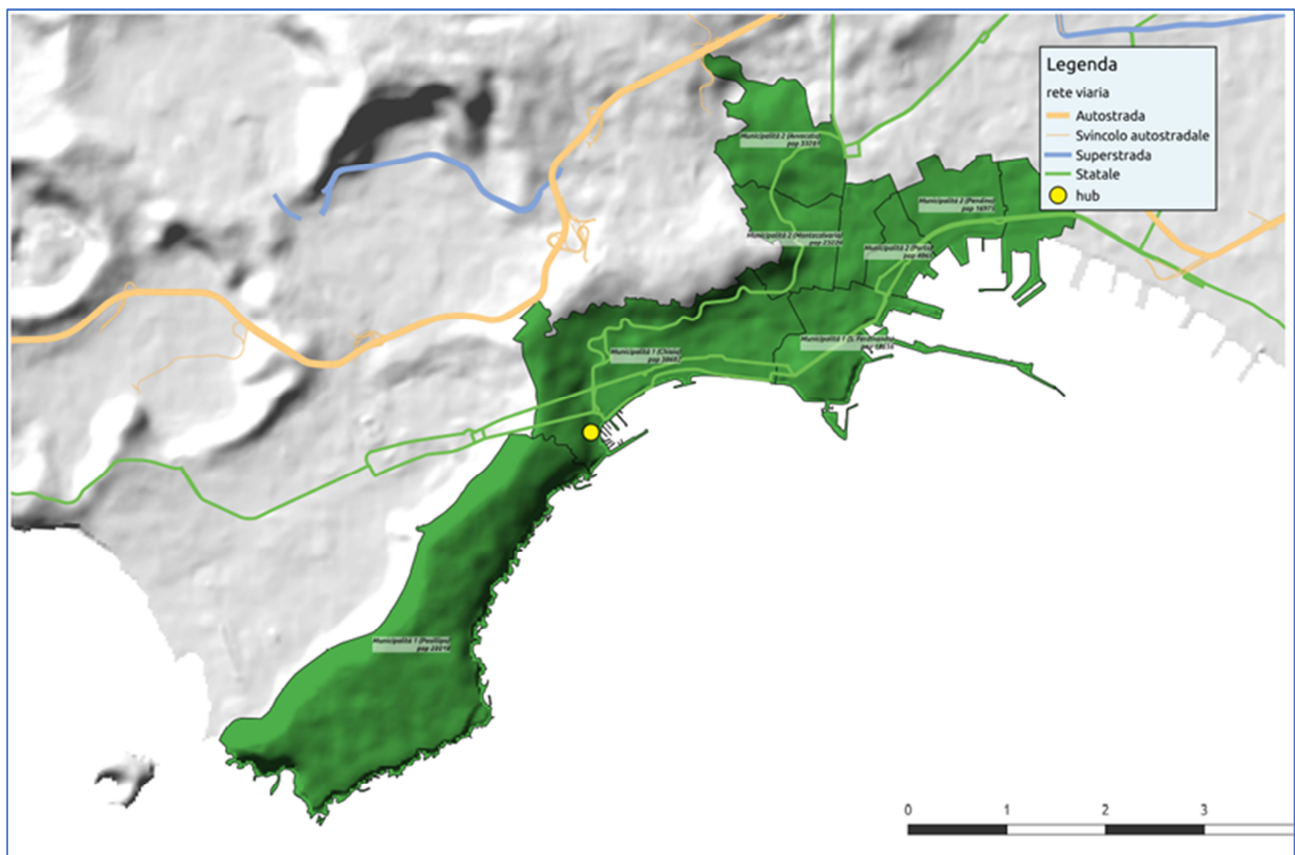 Legenda
rete viaria
Autostrada
Svincolo autostradale
Superstrada
Statale
hub
Municipalità 2 (Avvocata)
Municipalità 2 (Pendino)
Municipalità 2 (Montecalvario)
Municipalità 2 (Porto)
Municipalità 1 (S. Ferdinando)
Municipalità 1 (Chiaia)
Municipalità 1 (Posillipo)
0 1 2 3